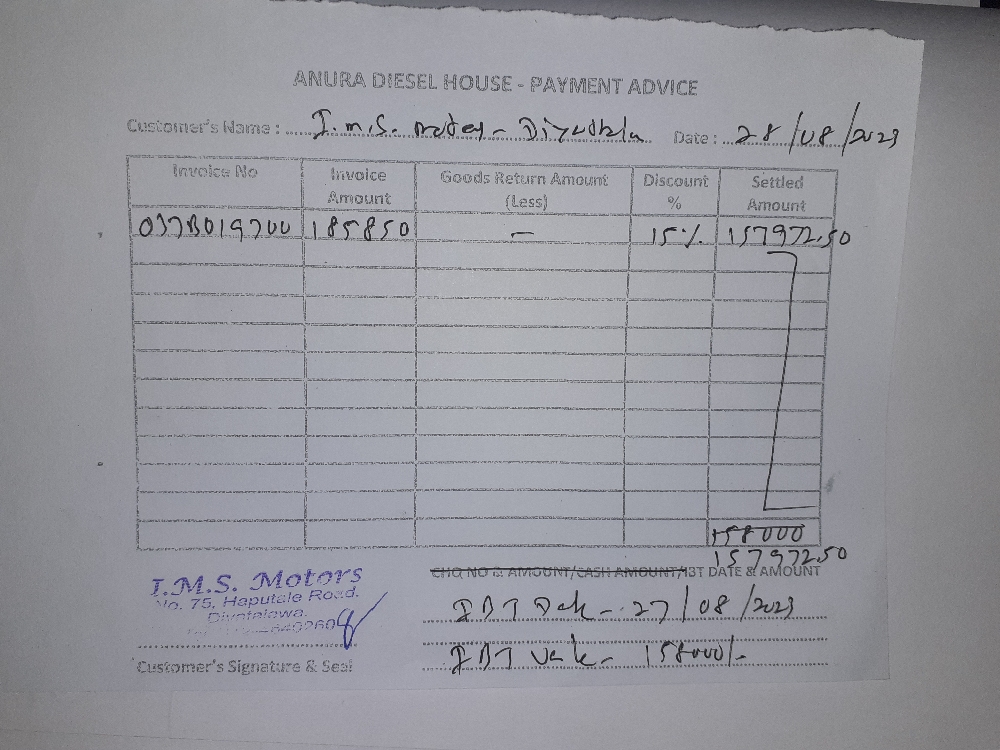 ANURA DIESEL HOUSE - PAYMENT ADVICE
Customer's Name : J.M.S. Motors - Diyatalawa Date : 28/08/2023
Invoice No Invoice Amount Goods Return Amount (Less) Discount % Settled Amount
037B019700 185850 — 15% 157972.50
158000
157972.50
CHQ NO & AMOUNT/CASH AMOUNT/IBT DATE & AMOUNT
J.M.S. Motors
No. 75, Haputale Road.
Diyatalawa.
IBT Date - 27/08/2023
IBT Value - 158000/-
Customer's Signature & Seal